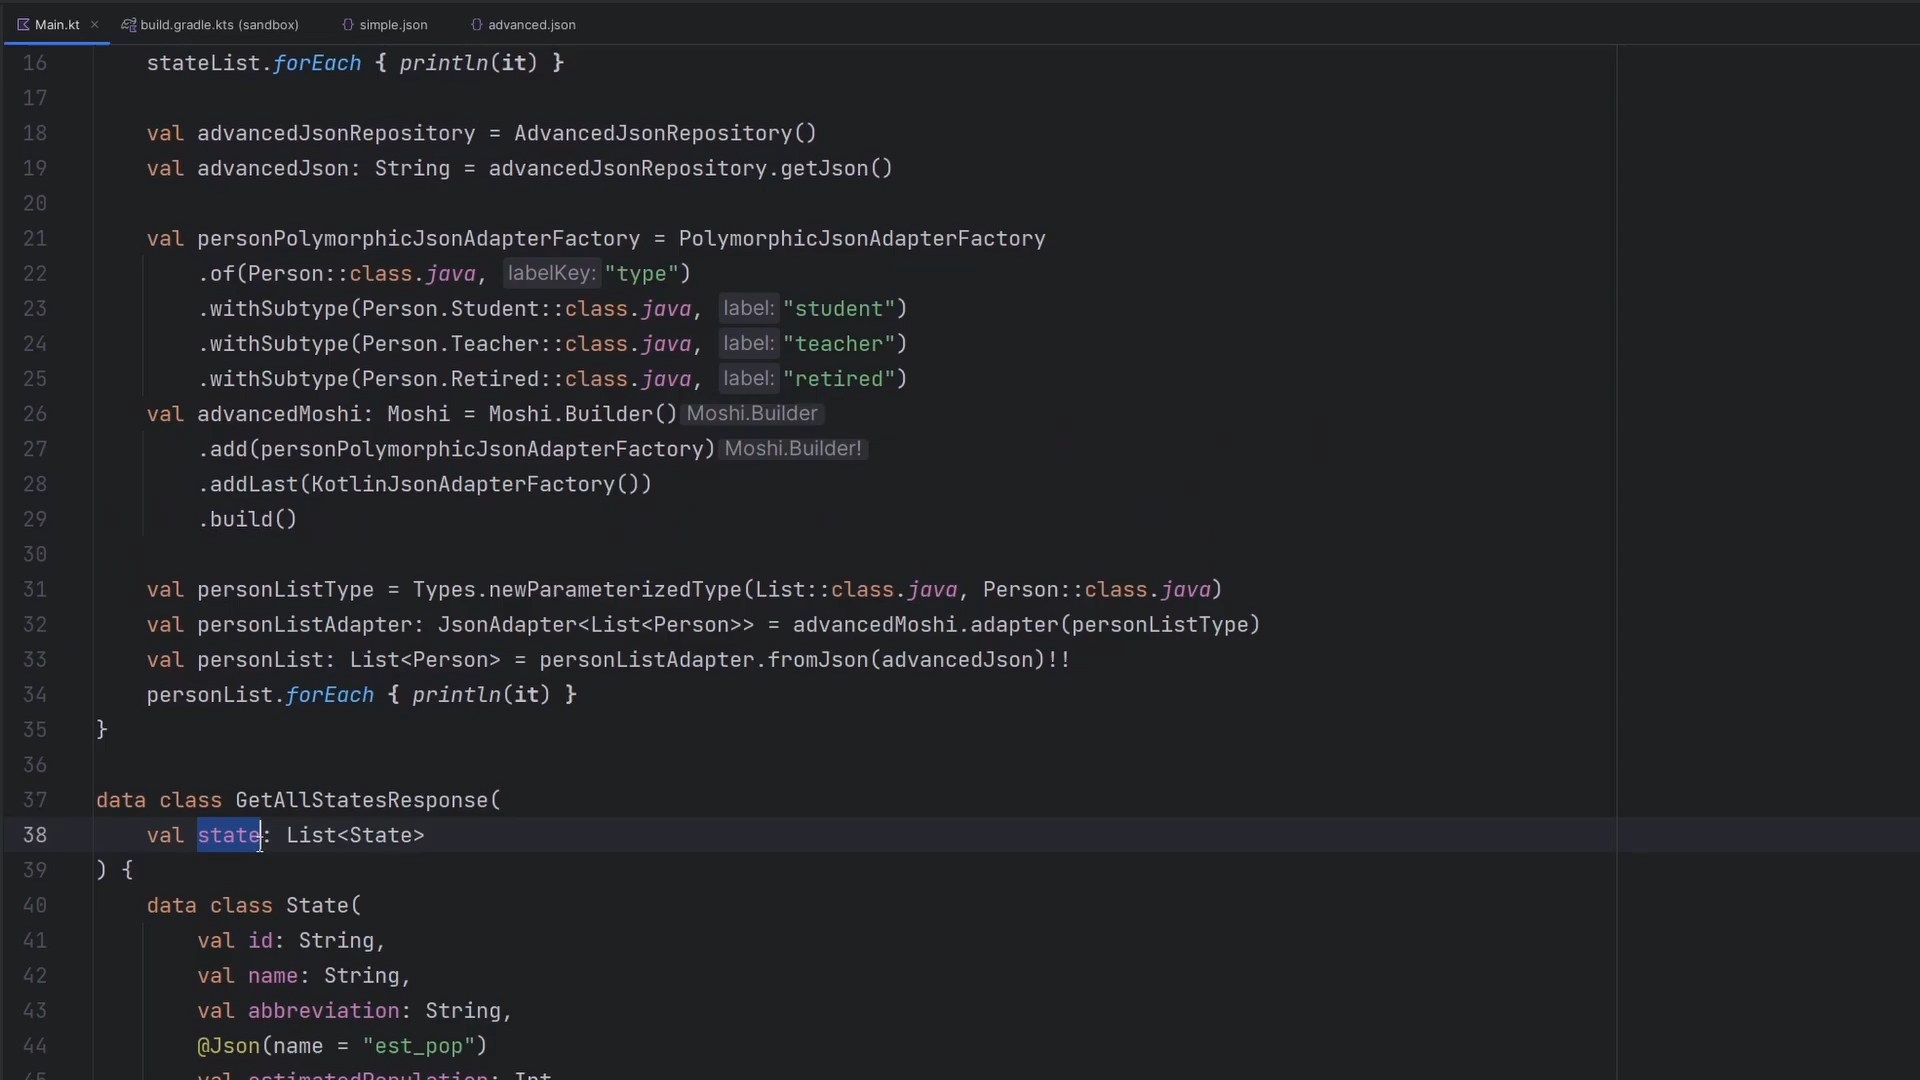 Main.kt × build.gradle.kts (sandbox) {} simple.json {} advanced.json
16 stateList.forEach { println(it) }
17
18 val advancedJsonRepository = AdvancedJsonRepository()
19 val advancedJson: String = advancedJsonRepository.getJson()
20
21 val personPolymorphicJsonAdapterFactory = PolymorphicJsonAdapterFactory
22 .of(Person::class.java, labelKey: "type")
23 .withSubtype(Person.Student::class.java, label: "student")
24 .withSubtype(Person.Teacher::class.java, label: "teacher")
25 .withSubtype(Person.Retired::class.java, label: "retired")
26 val advancedMoshi: Moshi = Moshi.Builder() Moshi.Builder
27 .add(personPolymorphicJsonAdapterFactory) Moshi.Builder!
28 .addLast(KotlinJsonAdapterFactory())
29 .build()
30
31 val personListType = Types.newParameterizedType(List::class.java, Person::class.java)
32 val personListAdapter: JsonAdapter<List<Person>> = advancedMoshi.adapter(personListType)
33 val personList: List<Person> = personListAdapter.fromJson(advancedJson)!!
34 personList.forEach { println(it) }
35 }
36
37 data class GetAllStatesResponse(
38 val state: List<State>
39 ) {
40 data class State(
41 val id: String,
42 val name: String,
43 val abbreviation: String,
44 @Json(name = "est_pop")
45 val estimatedPopulation: Int